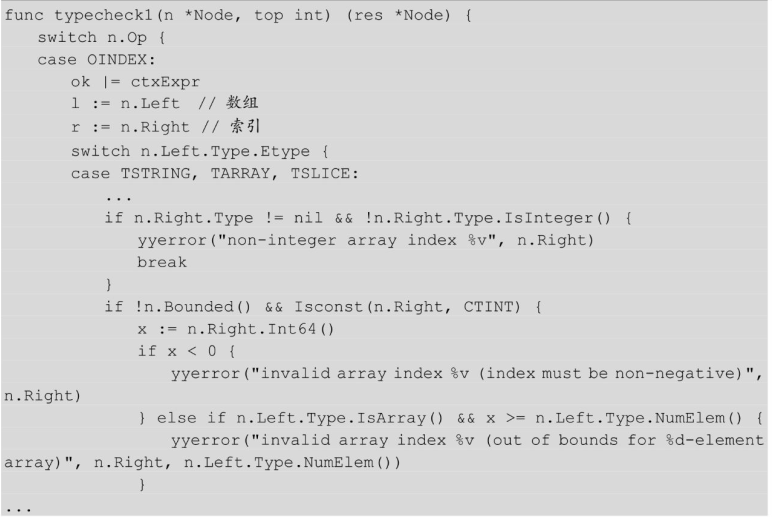 func typecheck1(n *Node, top int) (res *Node) {
   switch n.Op {
   case OINDEX:
      ok |= ctxExpr
      l := n.Left  // 数组
      r := n.Right // 索引
      switch n.Left.Type.Etype {
      case TSTRING, TARRAY, TSLICE:
         ...
         if n.Right.Type != nil && !n.Right.Type.IsInteger() {
            yyerror("non-integer array index %v", n.Right)
            break
         }
         if !n.Bounded() && Isconst(n.Right, CTINT) {
            x := n.Right.Int64()
            if x < 0 {
               yyerror("invalid array index %v (index must be non-negative)",
n.Right)
            } else if n.Left.Type.IsArray() && x >= n.Left.Type.NumElem() {
               yyerror("invalid array index %v (out of bounds for %d-element
array)", n.Right, n.Left.Type.NumElem())
            }
...